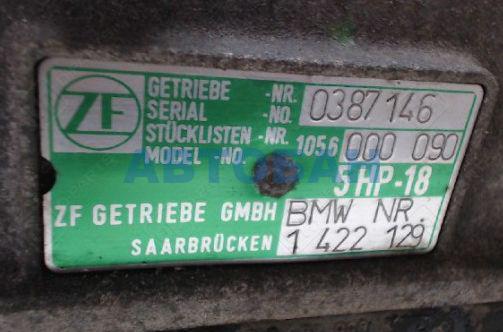 ZF
GETRIEBE -NR. 0387146
SERIAL -NO.
STÜCKLISTEN -NR. 1056 000 090
MODEL -NO.
АВТОБАН
5 HP-18
ZF GETRIEBE GMBH BMW NR.
SAARBRÜCKEN 1 422 129